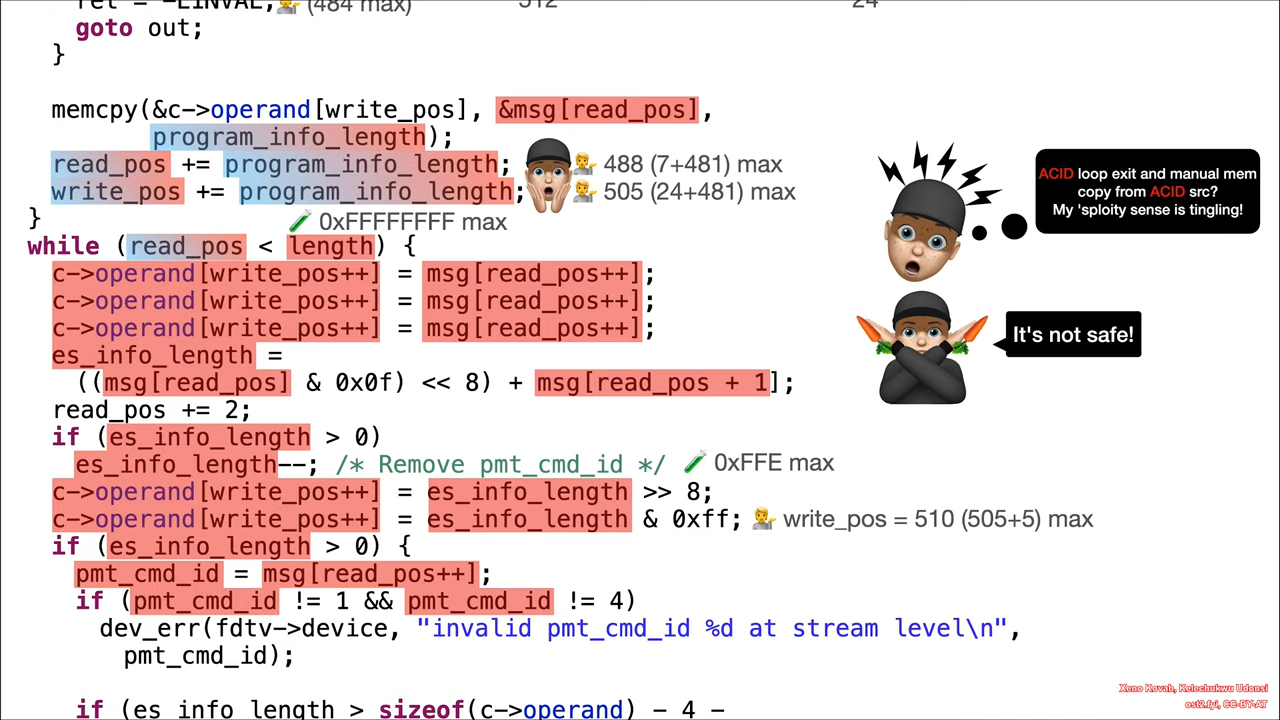 ret = -EINVAL; (484 max) 512 24
goto out;
}
memcpy(&c->operand[write_pos], &msg[read_pos],
program_info_length);
read_pos += program_info_length; 488 (7+481) max
write_pos += program_info_length; 505 (24+481) max
}
0xFFFFFFFF max
while (read_pos < length) {
c->operand[write_pos++] = msg[read_pos++];
c->operand[write_pos++] = msg[read_pos++];
c->operand[write_pos++] = msg[read_pos++];
es_info_length =
((msg[read_pos] & 0x0f) << 8) + msg[read_pos + 1];
read_pos += 2;
if (es_info_length > 0)
es_info_length--; /* Remove pmt_cmd_id */ 0xFFE max
c->operand[write_pos++] = es_info_length >> 8;
c->operand[write_pos++] = es_info_length & 0xff; write_pos = 510 (505+5) max
if (es_info_length > 0) {
pmt_cmd_id = msg[read_pos++];
if (pmt_cmd_id != 1 && pmt_cmd_id != 4)
dev_err(fdtv->device, "invalid pmt_cmd_id %d at stream level\n",
pmt_cmd_id);
if (es_info_length > sizeof(c->operand) - 4 -
ACID loop exit and manual mem
copy from ACID src?
My 'sploity sense is tingling!
It's not safe!
Xeno Kovah, Kelechukwu Udonsi
ost2.fyi, CC-BY-AT